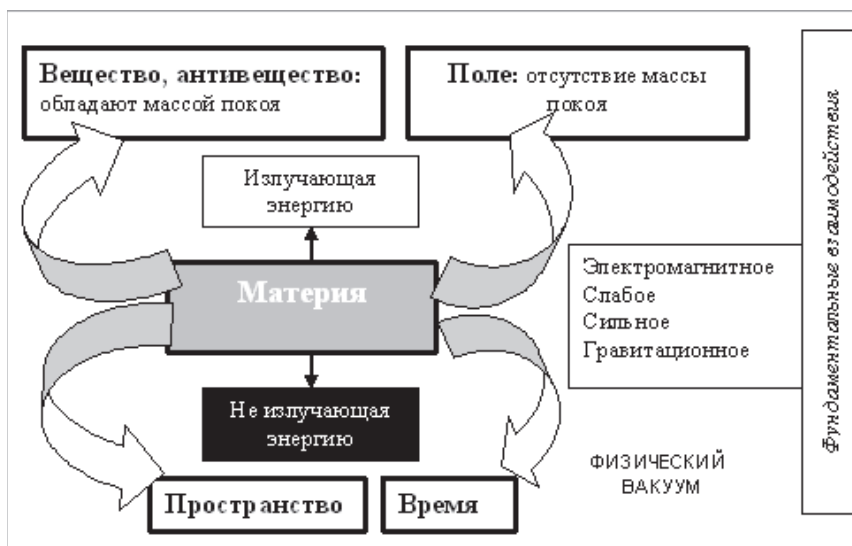 Вещество, антивещество:
обладают массой покоя
Поле: отсутствие массы
покоя
Излучающая
энергию
Материя
Не излучающая
энергию
Пространство
Время
Электромагнитное
Слабое
Сильное
Гравитационное
ФИЗИЧЕСКИЙ
ВАКУУМ
Фундаментальные взаимодействия